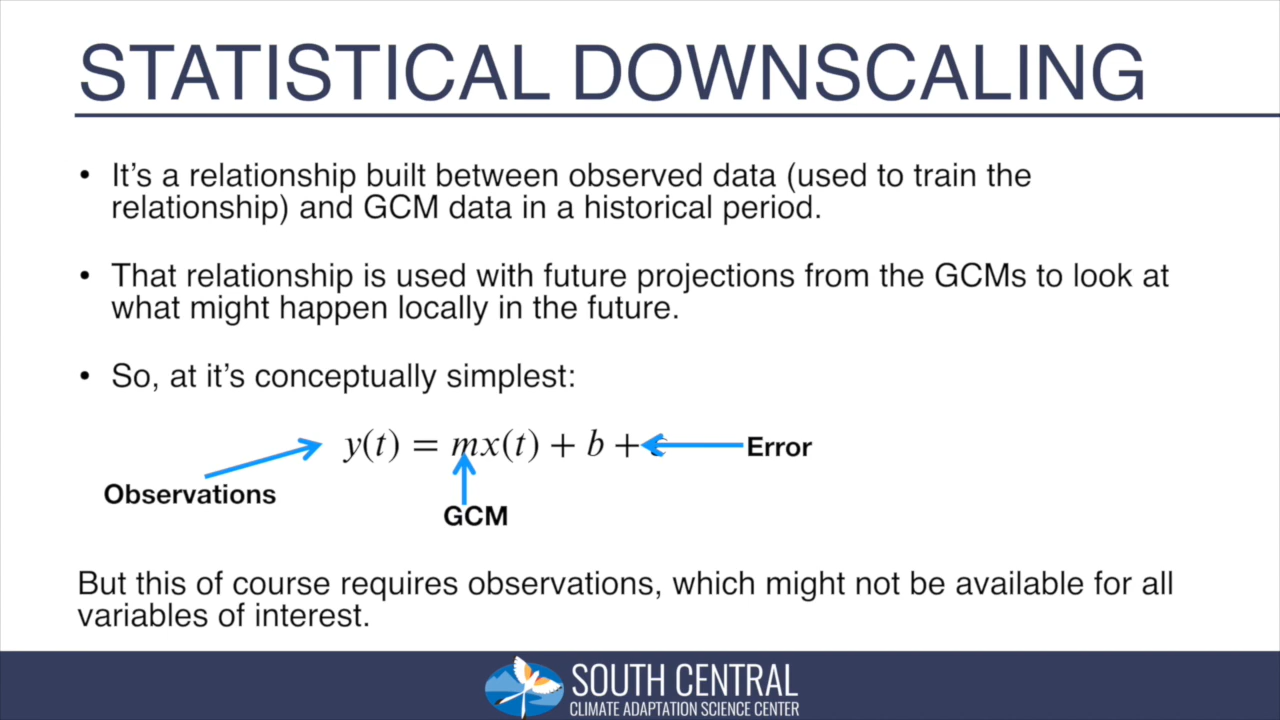 STATISTICAL DOWNSCALING
• It's a relationship built between observed data (used to train the
relationship) and GCM data in a historical period.
• That relationship is used with future projections from the GCMs to look at
what might happen locally in the future.
• So, at it's conceptually simplest:
y(t) = mx(t) + b +
Error
Observations
GCM
But this of course requires observations, which might not be available for all
variables of interest.
SOUTH CENTRAL
CLIMATE ADAPTATION SCIENCE CENTER